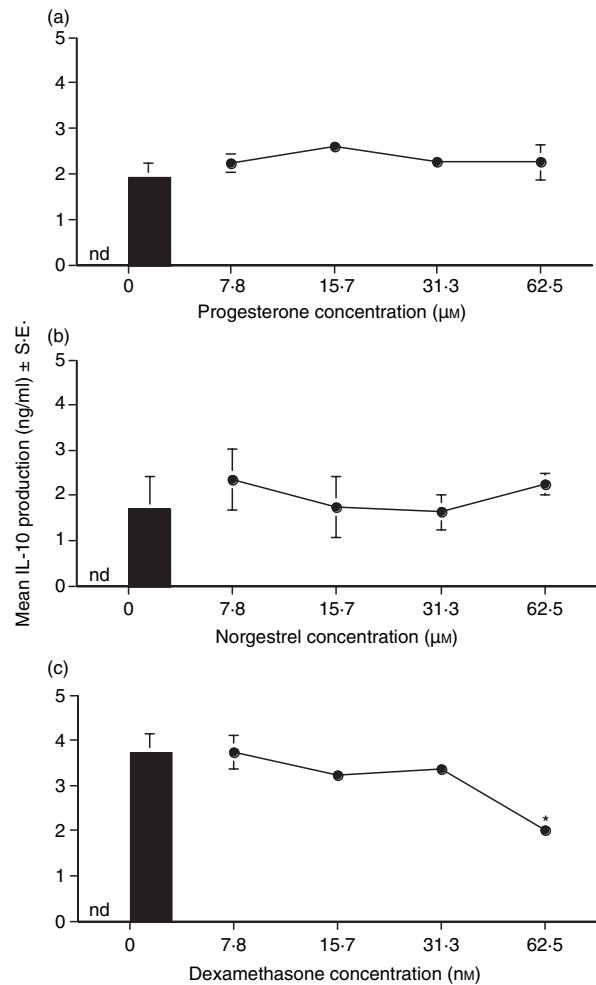 Mean IL-10 production (ng/ml) ± S·E·
(a)
5
4
3
2
1
0
nd
0 7·8 15·7 31·3 62·5
Progesterone concentration (µM)
(b)
5
4
3
2
1
0
nd
0 7·8 15·7 31·3 62·5
Norgestrel concentration (µM)
(c)
5
4
3
2
1
0
nd
*
0 7·8 15·7 31·3 62·5
Dexamethasone concentration (nM)